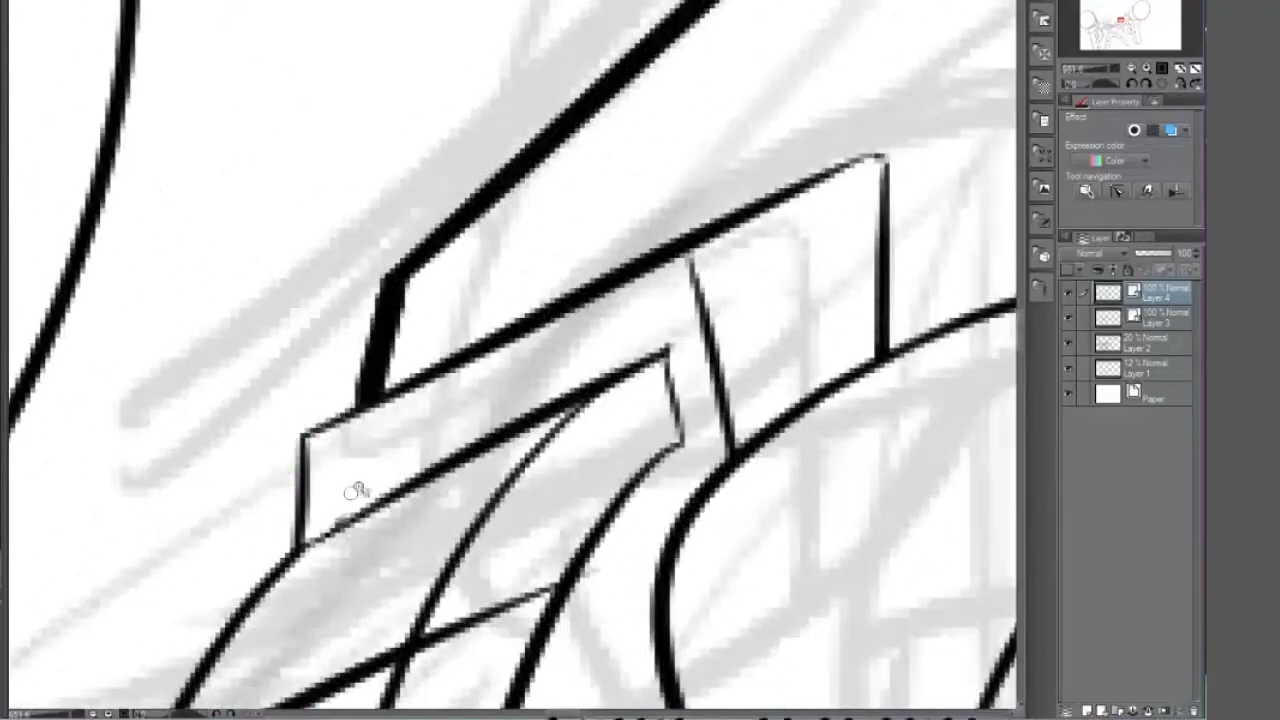 Layer Property
Effect
Expression color
Color
Tool navigation
Layer
Normal 100
100 % Normal
Layer 4
100 % Normal
Layer 3
20 % Normal
Layer 2
12 % Normal
Layer 1
Paper